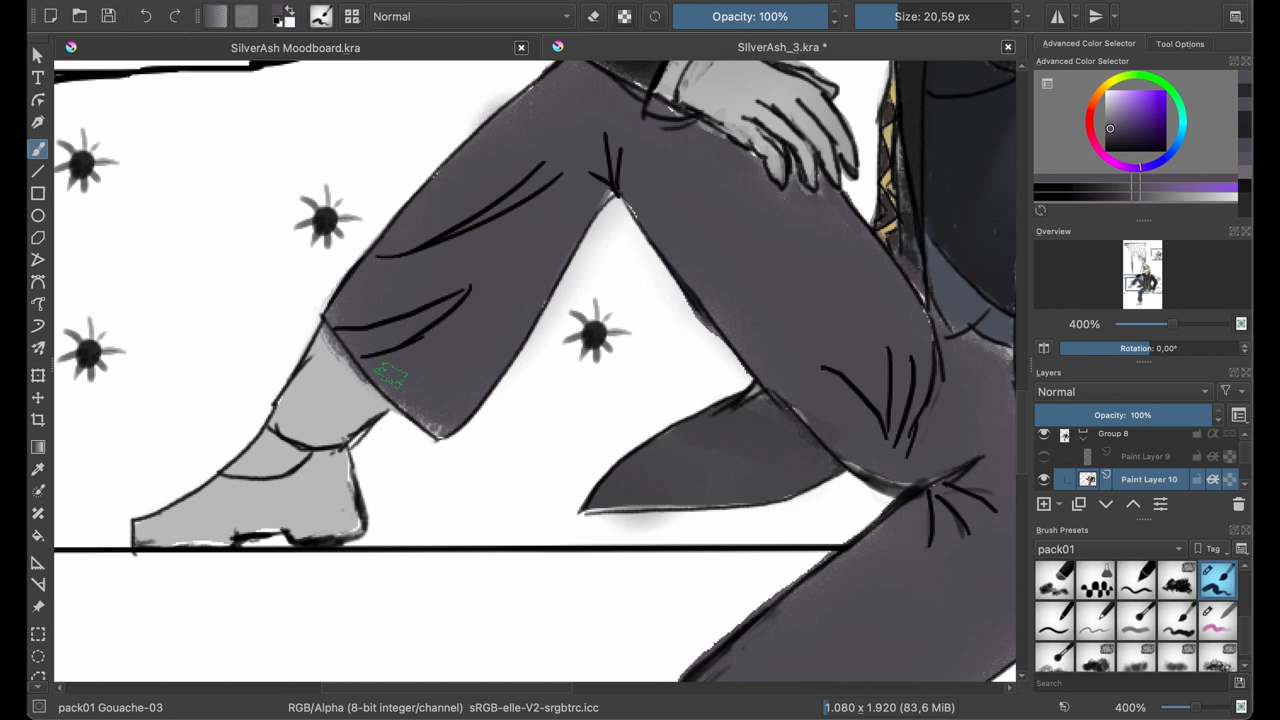 Normal
Opacity: 100%
Size: 20,59 px
SilverAsh Moodboard.kra
SIlverAsh_3.kra *
Advanced Color Selector
Tool Options
Advanced Color Selector
Overview
400%
Rotation: 0,00°
Layers
Normal
Opacity: 100%
Group 8
Paint Layer 9
Paint Layer 10
Brush Presets
pack01
Tag
Search
pack01 Gouache-03
RGB/Alpha (8-bit integer/channel) sRGB-elle-V2-srgbtrc.icc
1.080 x 1.920 (83,6 MiB)
400%